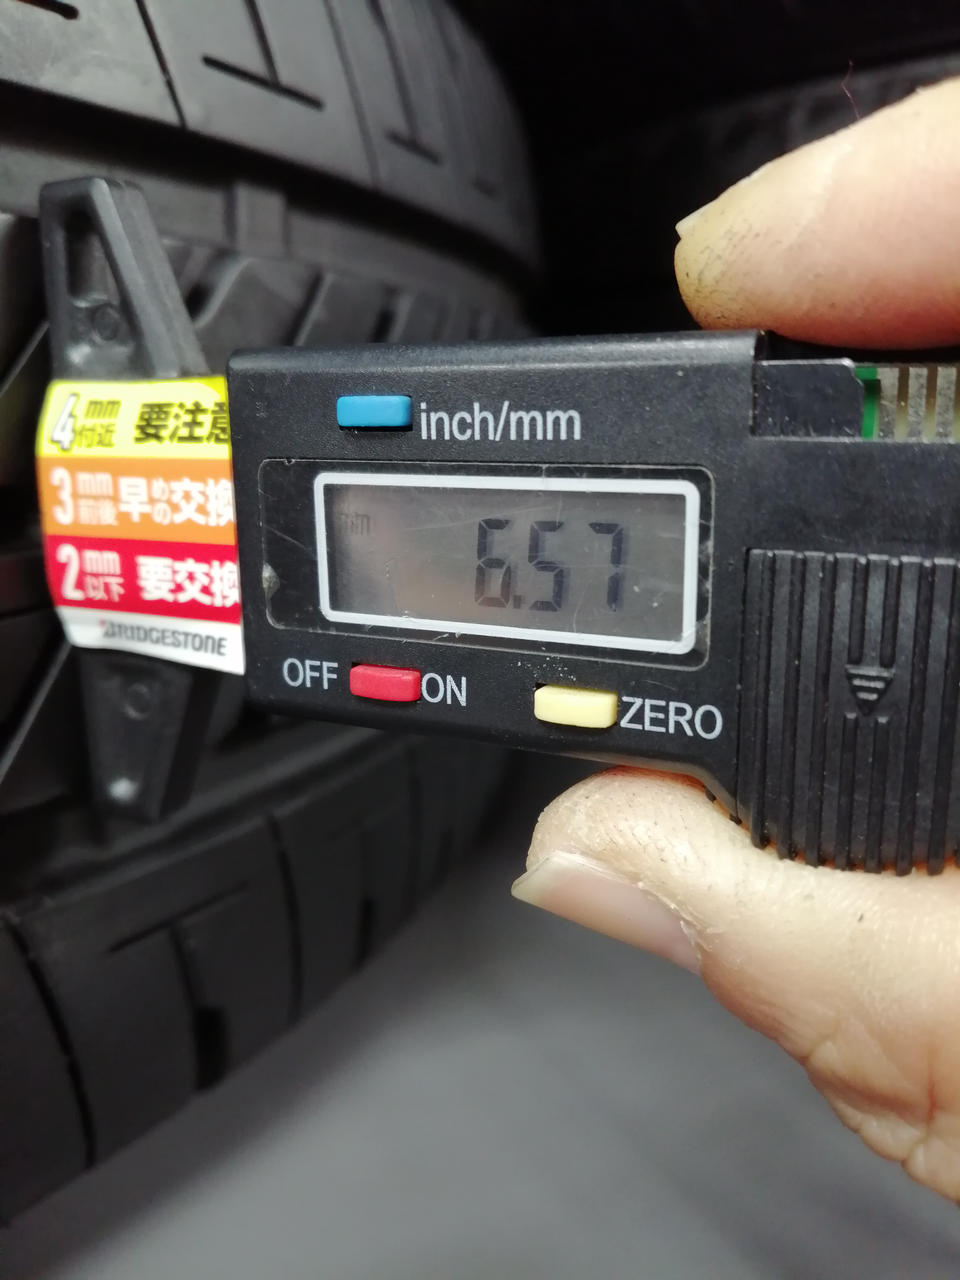 inch/mm
4mm付近 要注意
3mm前後 早めの交換
2mm以下 要交換
BRIDGESTONE
mm
6.57
OFF ON ZERO